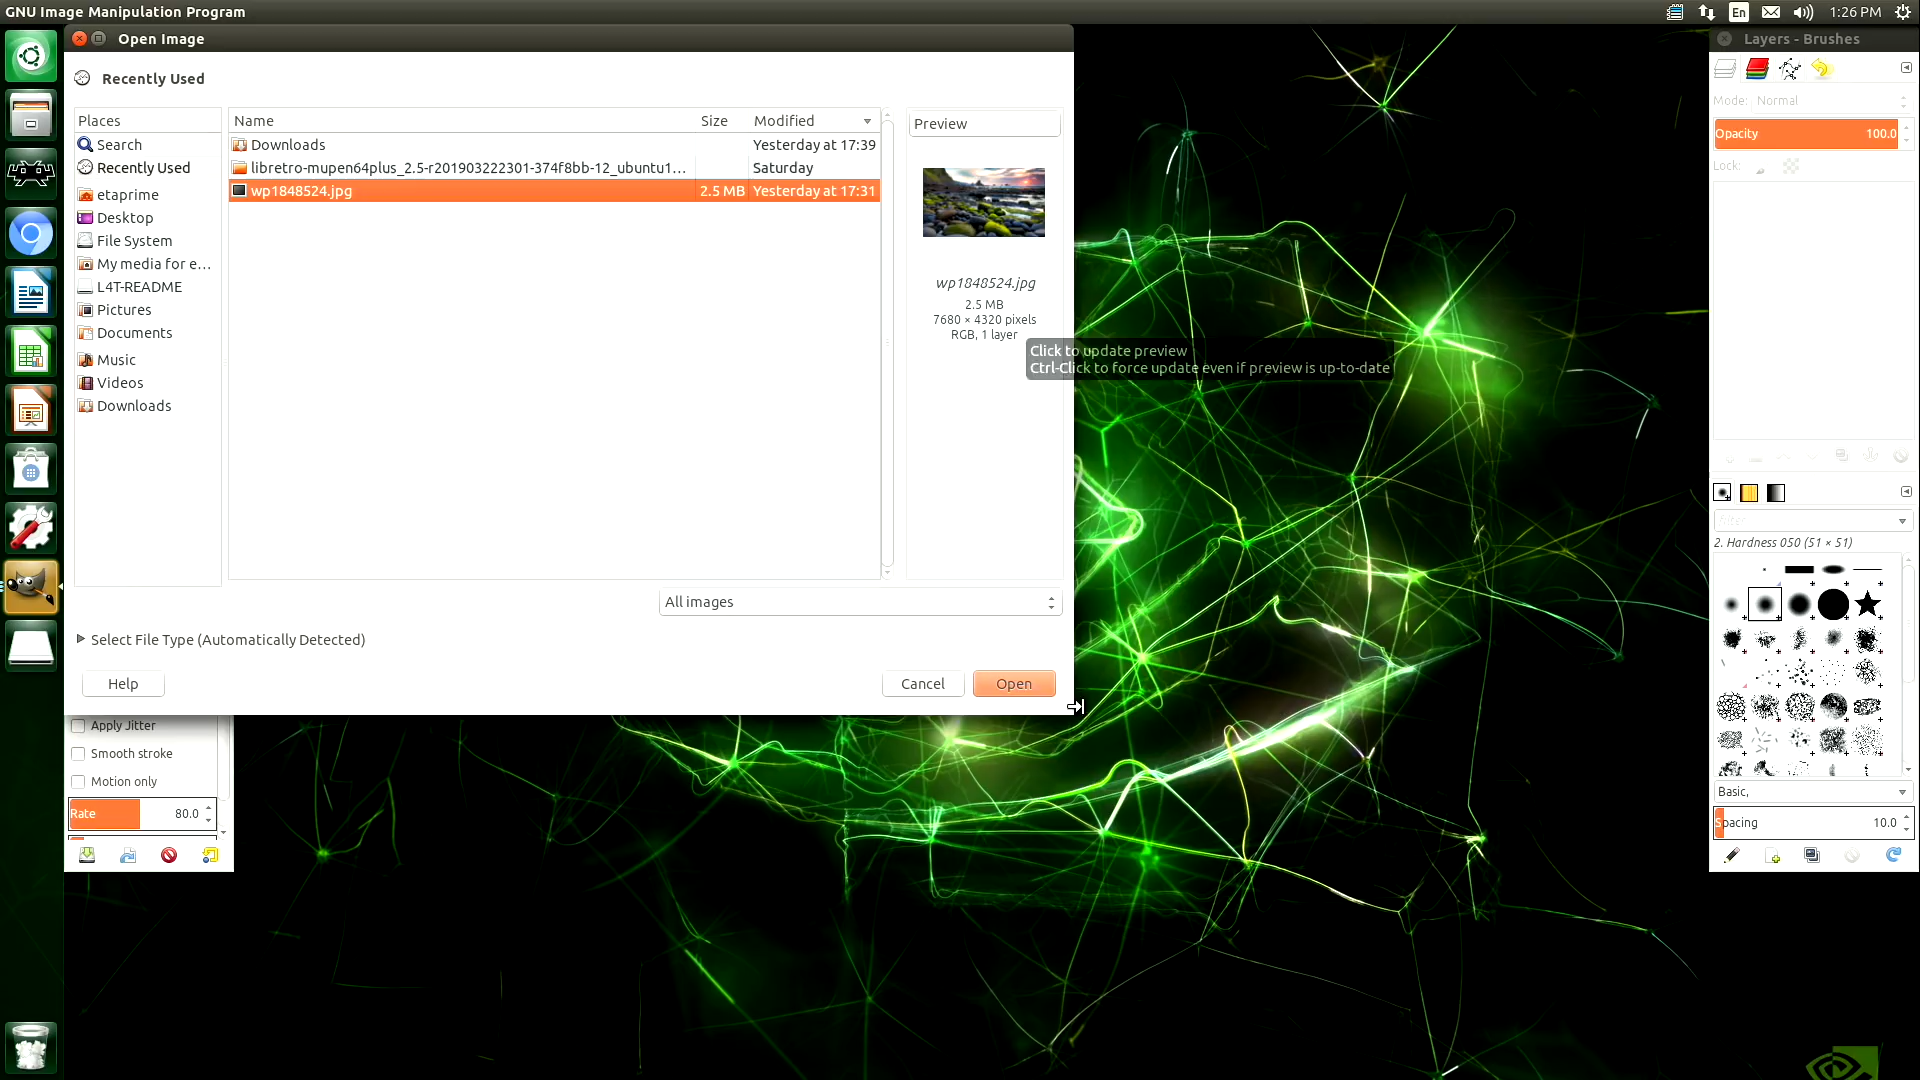 GNU Image Manipulation Program
En
1:26 PM
Open Image
Recently Used
Places
Search
Recently Used
etaprime
Desktop
File System
My media for e...
L4T-README
Pictures
Documents
Music
Videos
Downloads
Name Size Modified
Downloads Yesterday at 17:39
libretro-mupen64plus_2.5-r201903222301-374f8bb-12_ubuntu1... Saturday
wp1848524.jpg 2.5 MB Yesterday at 17:31
Preview
wp1848524.jpg
2.5 MB
7680 × 4320 pixels
RGB, 1 layer
Click to update preview
Ctrl-Click to force update even if preview is up-to-date
All images
Select File Type (Automatically Detected)
Help
Cancel
Open
Apply Jitter
Smooth stroke
Motion only
Rate 80.0
Layers - Brushes
Mode: Normal
Opacity 100.0
Lock:
filter
2. Hardness 050 (51 × 51)
Basic,
Spacing 10.0